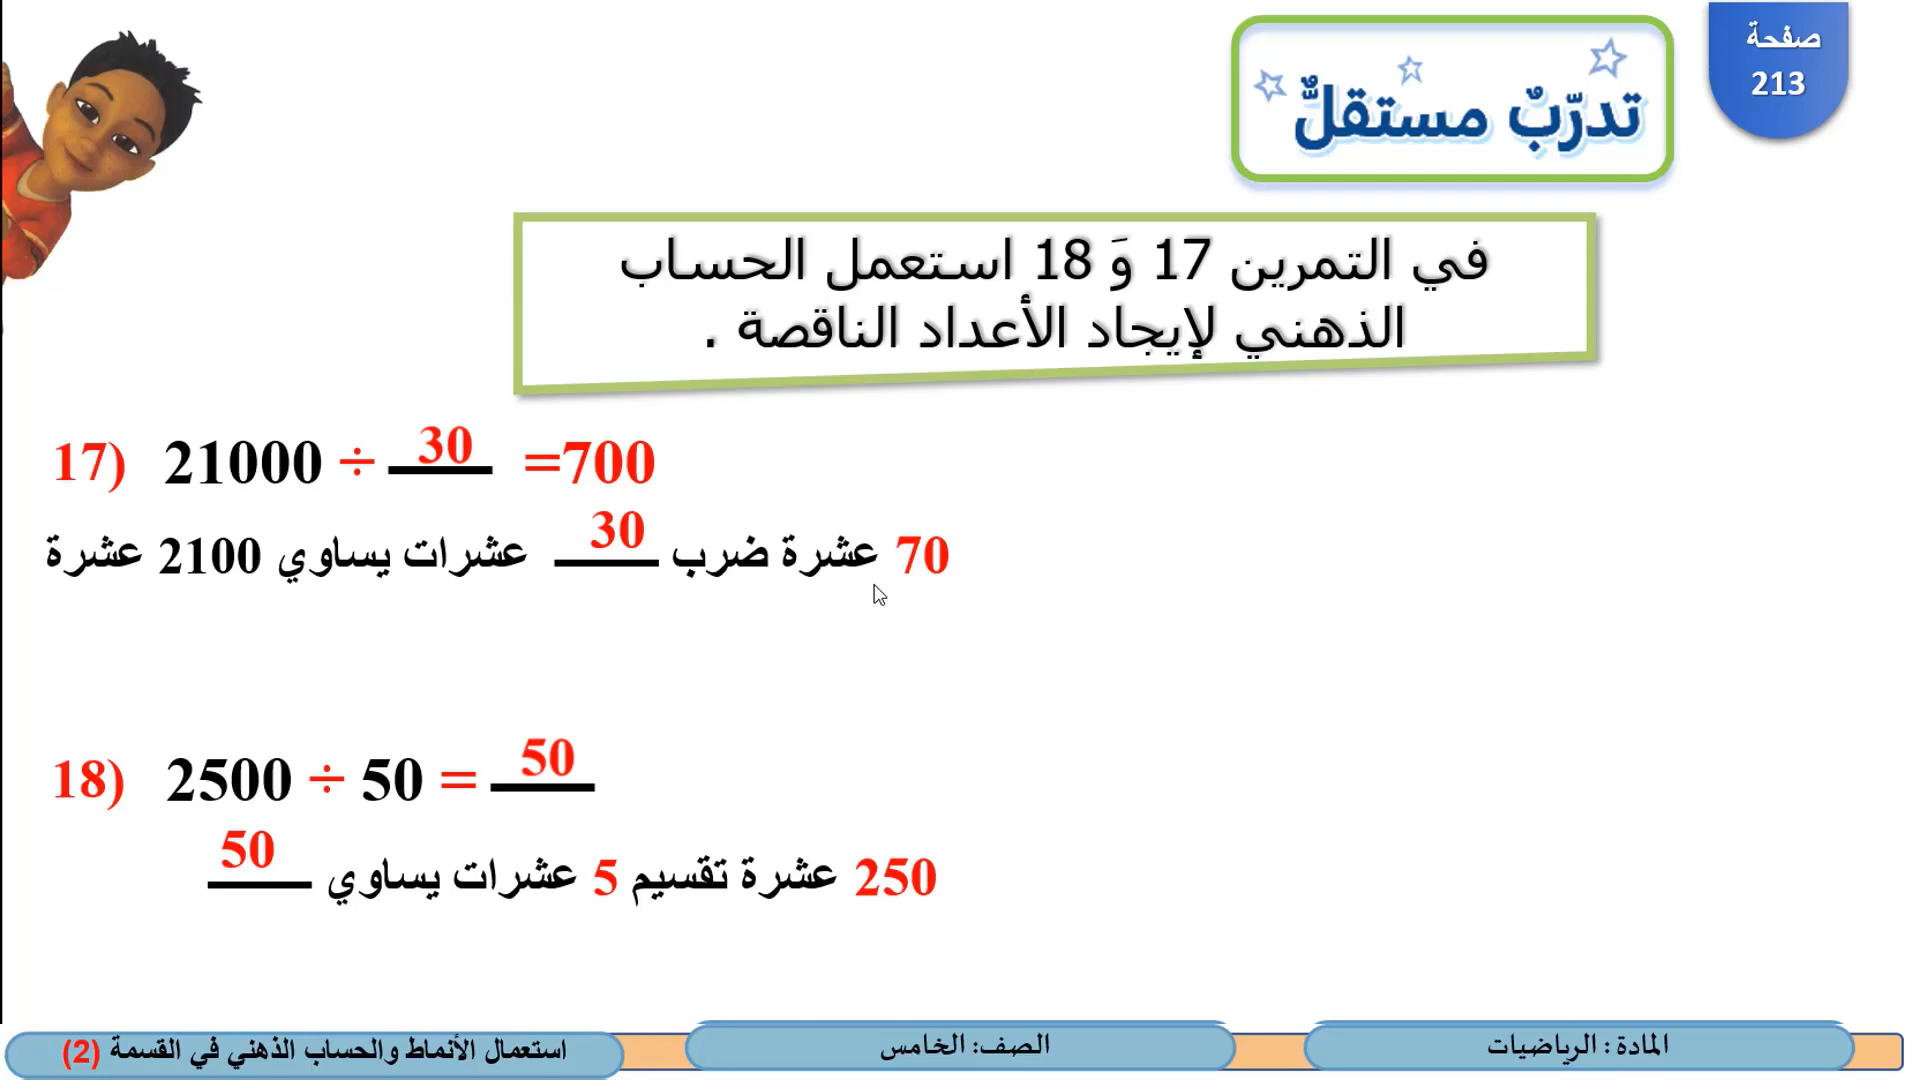 صفحة
213
تدرّبٌ مستقلٌّ
في التمرين 17 وَ 18 استعمل الحساب
الذهني لإيجاد الأعداد الناقصة .
17) 21000 ÷ 30 =700
70 عشرة ضرب 30 عشرات يساوي 2100 عشرة
18) 2500 ÷ 50 = 50
250 عشرة تقسيم 5 عشرات يساوي 50
المادة : الرياضيات
الصف: الخامس
استعمال الأنماط والحساب الذهني في القسمة (2)